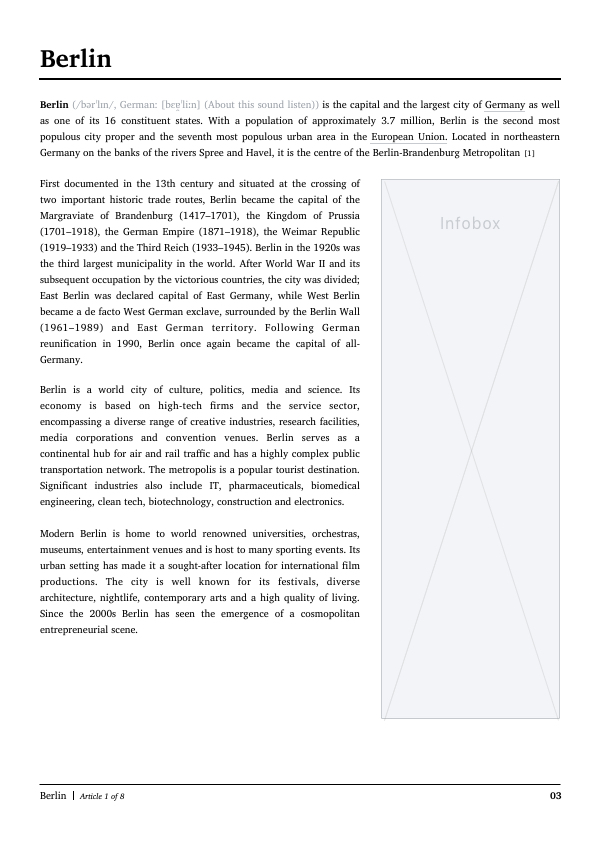 Berlin
Berlin (/bərˈlɪn/, German: [bɛɐ̯ˈliːn] (About this sound listen)) is the capital and the largest city of Germany as well
as one of its 16 constituent states. With a population of approximately 3.7 million, Berlin is the second most
populous city proper and the seventh most populous urban area in the European Union. Located in northeastern
Germany on the banks of the rivers Spree and Havel, it is the centre of the Berlin-Brandenburg Metropolitan [1]
First documented in the 13th century and situated at the crossing of
two important historic trade routes, Berlin became the capital of the
Margraviate of Brandenburg (1417–1701), the Kingdom of Prussia
(1701–1918), the German Empire (1871–1918), the Weimar Republic
(1919–1933) and the Third Reich (1933–1945). Berlin in the 1920s was
the third largest municipality in the world. After World War II and its
subsequent occupation by the victorious countries, the city was divided;
East Berlin was declared capital of East Germany, while West Berlin
became a de facto West German exclave, surrounded by the Berlin Wall
(1961–1989) and East German territory. Following German
reunification in 1990, Berlin once again became the capital of all-
Germany.
Berlin is a world city of culture, politics, media and science. Its
economy is based on high-tech firms and the service sector,
encompassing a diverse range of creative industries, research facilities,
media corporations and convention venues. Berlin serves as a
continental hub for air and rail traffic and has a highly complex public
transportation network. The metropolis is a popular tourist destination.
Significant industries also include IT, pharmaceuticals, biomedical
engineering, clean tech, biotechnology, construction and electronics.
Modern Berlin is home to world renowned universities, orchestras,
museums, entertainment venues and is host to many sporting events. Its
urban setting has made it a sought-after location for international film
productions. The city is well known for its festivals, diverse
architecture, nightlife, contemporary arts and a high quality of living.
Since the 2000s Berlin has seen the emergence of a cosmopolitan
entrepreneurial scene.
Infobox
Berlin | Article 1 of 8
03